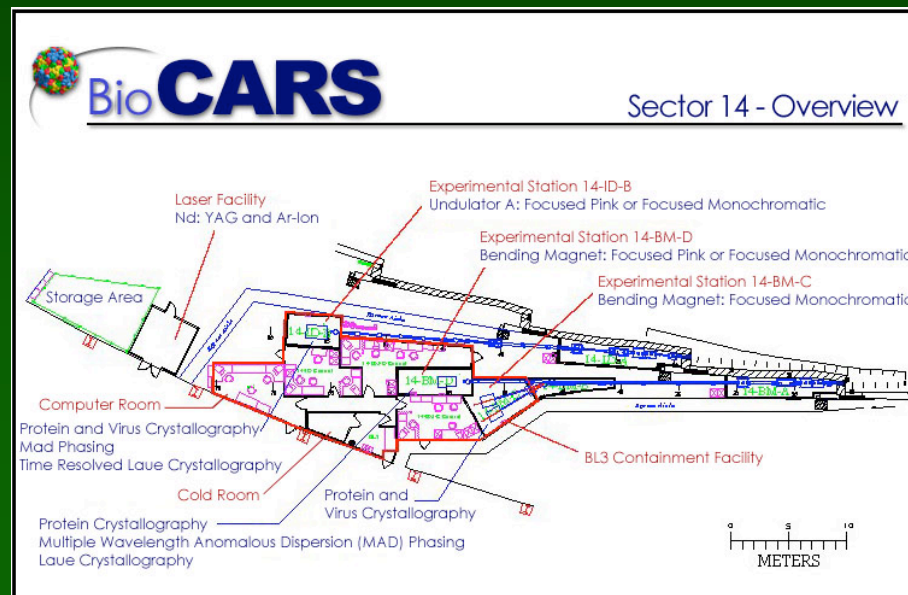 BioCARS
Sector 14 - Overview
Laser Facility
Nd: YAG and Ar-Ion
Experimental Station 14-ID-B
Undulator A: Focused Pink or Focused Monochromatic
Experimental Station 14-BM-D
Bending Magnet: Focused Pink or Focused Monochromatic
Experimental Station 14-BM-C
Bending Magnet: Focused Monochromatic
Storage Area
14-BM-D
14-BM-A
Computer Room
Protein and Virus Crystallography
Mad Phasing
Time Resolved Laue Crystallography
BL3 Containment Facility
Cold Room
Protein and
Virus Crystallography
Protein Crystallography
Multiple Wavelength Anomalous Dispersion (MAD) Phasing
Laue Crystallography
0 5 10
METERS